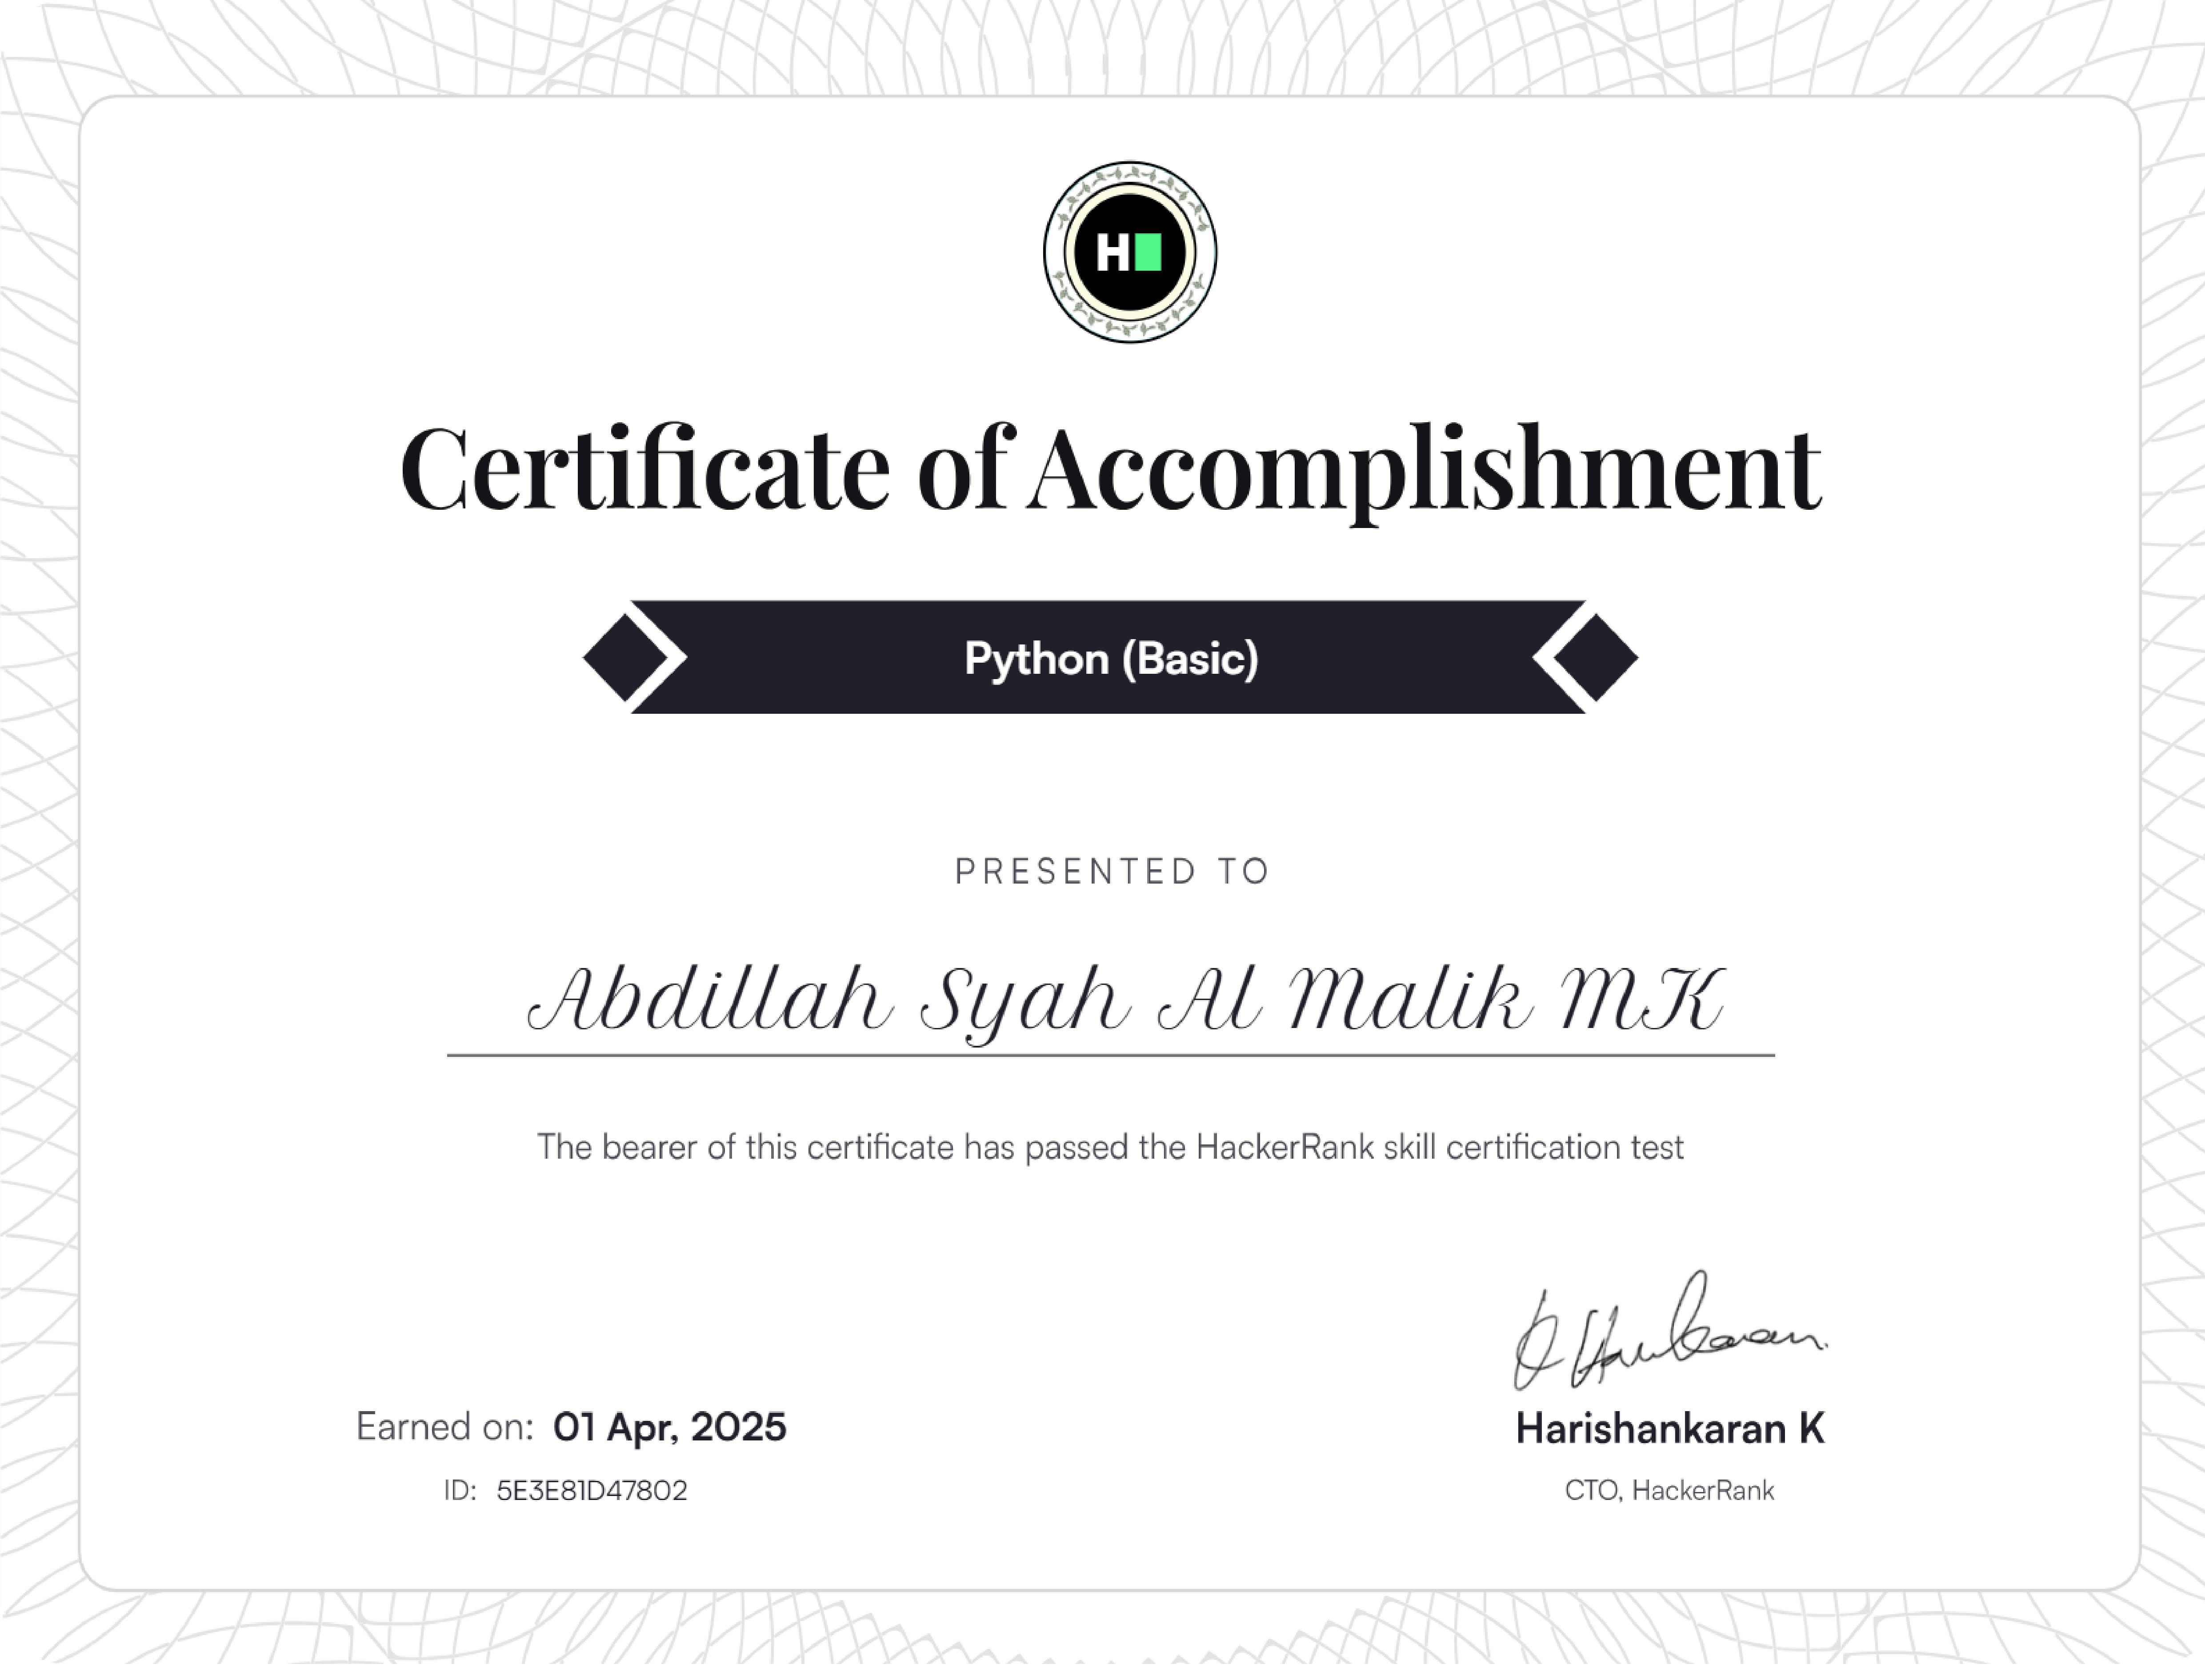 H
Certificate of Accomplishment
Python (Basic)
PRESENTED TO
Abdillah Syah Al Malik MK
The bearer of this certificate has passed the HackerRank skill certification test
Earned on: 01 Apr, 2025
ID: 5E3E81D47802
Harishankaran K
CTO, HackerRank